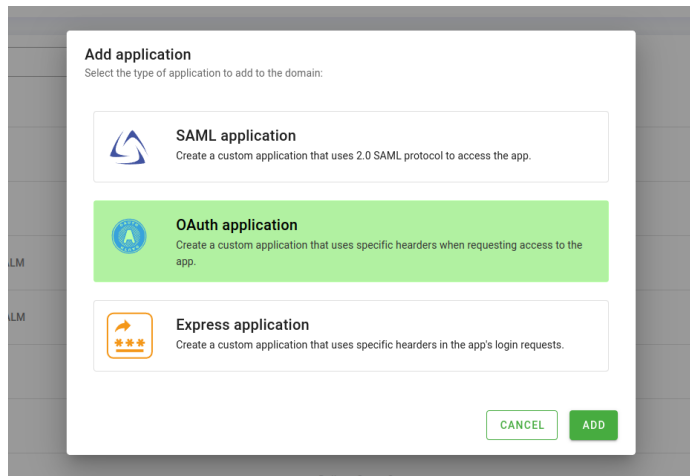 Add application
Select the type of application to add to the domain:
SAML application
Create a custom application that uses 2.0 SAML protocol to access the app.
OAuth application
Create a custom application that uses specific hearders when requesting access to the
app.
ALM
ALM
Express application
Create a custom application that uses specific hearders in the app's login requests.
***
CANCEL
ADD